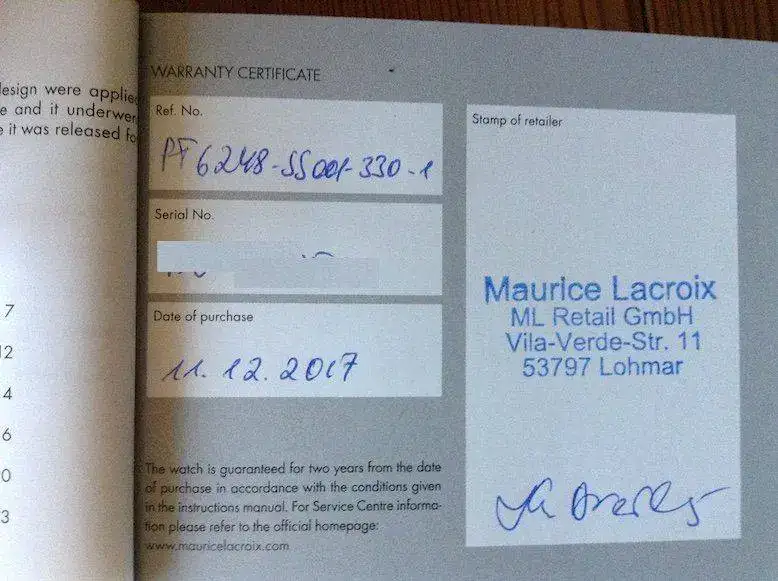 design were applied
e and it underwer
e it was released fo
7
12
4
6
0
3
WARRANTY CERTIFICATE
Ref. No.
PF6248-SS001-330-1
Serial No.
Date of purchase
11.12.2017
The watch is guaranteed for two years from the date
of purchase in accordance with the conditions given
in the instructions manual. For Service Centre informa-
tion please refer to the official homepage:
www.mauricelacroix.com
Stamp of retailer
Maurice Lacroix
ML Retail GmbH
Vila-Verde-Str. 11
53797 Lohmar